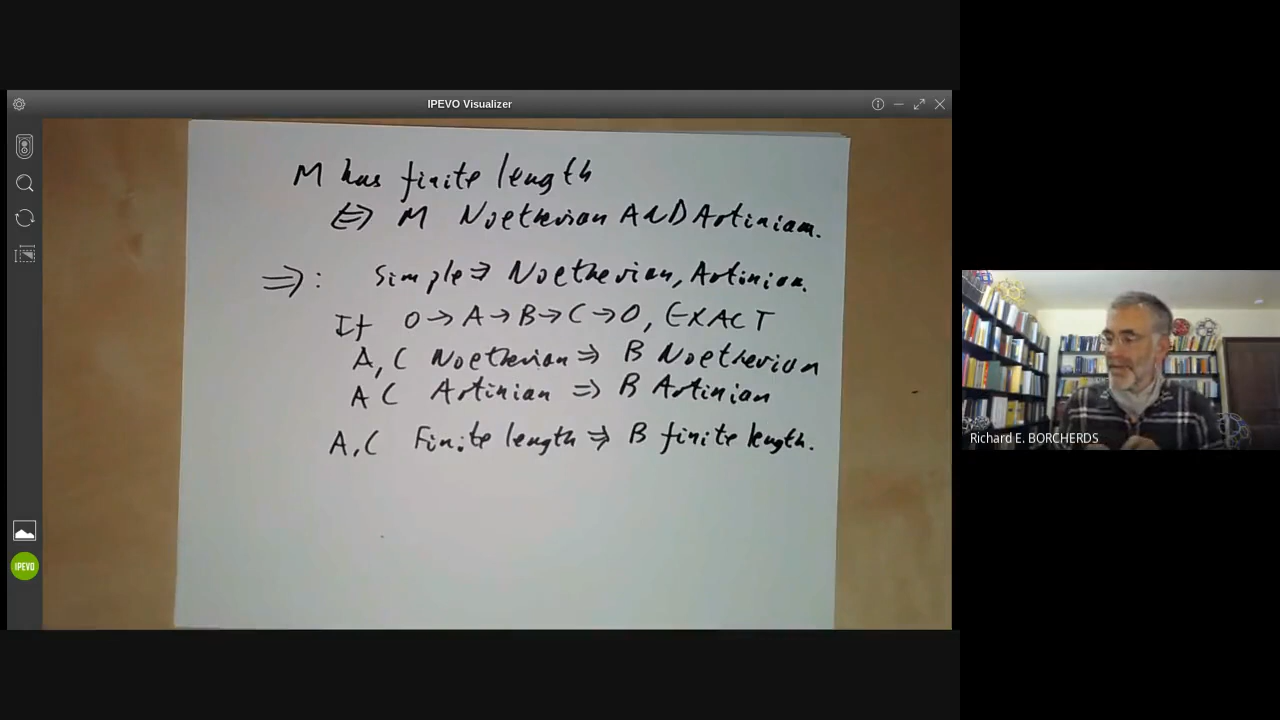 IPEVO Visualizer
M has finite length
⇔ M Noetherian AND Artinian.
⇒: Simple ⇒ Noetherian, Artinian.
If 0 → A → B → C → 0, EXACT
A, C Noetherian ⇒ B Noetherian
A C Artinian ⇒ B Artinian
A, C Finite length ⇒ B finite length.
IPEVO
Richard E. BORCHERDS